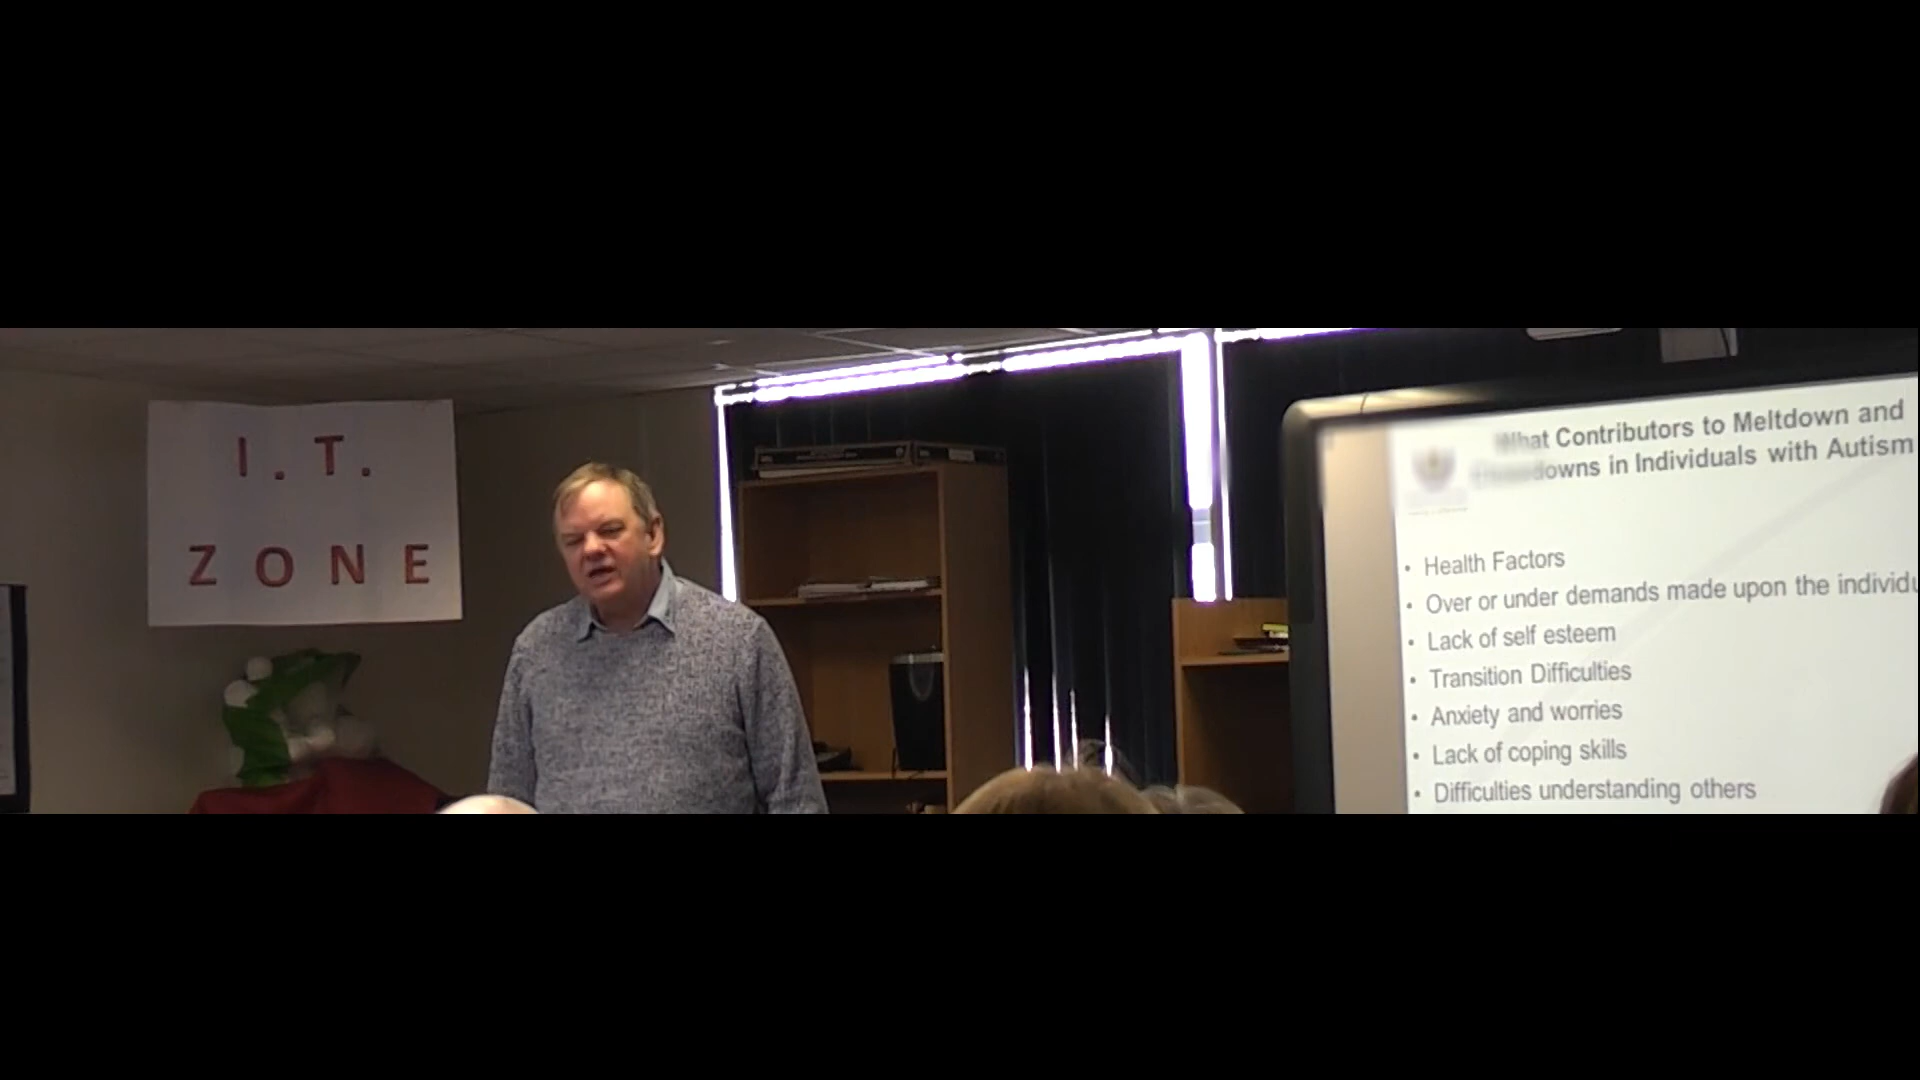 I. T.
ZONE
What Contributors to Meltdown and
downs in Individuals with Autism
• Health Factors
• Over or under demands made upon the individu
• Lack of self esteem
• Transition Difficulties
• Anxiety and worries
• Lack of coping skills
• Difficulties understanding others